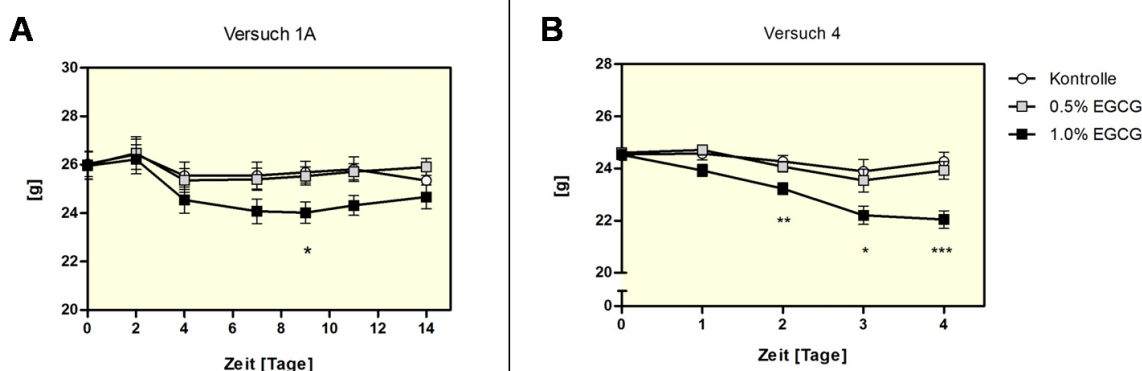 A
Versuch 1A
30
28
26
24
22
20
[g]
0 2 4 6 8 10 12 14
*
Zeit [Tage]
B
Versuch 4
28
26
24
22
20
0
[g]
0 1 2 3 4
** * ***
Zeit [Tage]
Kontrolle
0.5% EGCG
1.0% EGCG